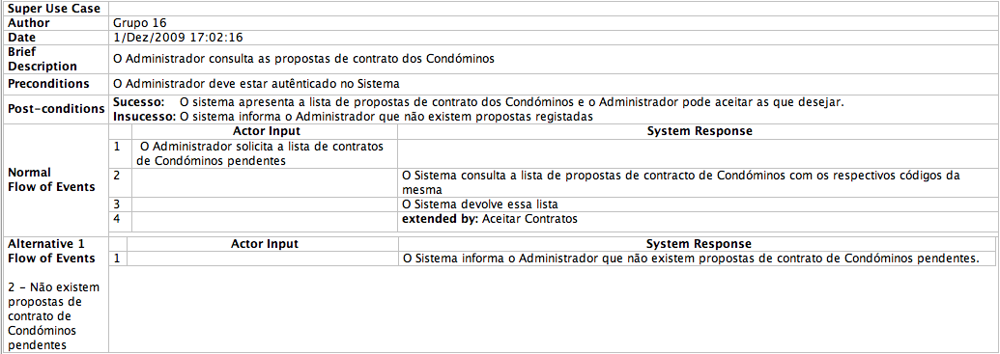 Super Use Case
Author Grupo 16
Date 1/Dez/2009 17:02:16
Brief
Description
O Administrador consulta as propostas de contrato dos Condóminos
Preconditions O Administrador deve estar autênticado no Sistema
Post-conditions
Sucesso: O sistema apresenta a lista de propostas de contrato dos Condóminos e o Administrador pode aceitar as que desejar.
Insucesso: O sistema informa o Administrador que não existem propostas registadas
Normal
Flow of Events
Actor Input System Response
1 O Administrador solicita a lista de contratos
de Condóminos pendentes
2 O Sistema consulta a lista de propostas de contracto de Condóminos com os respectivos códigos da
mesma
3 O Sistema devolve essa lista
4 extended by: Aceitar Contratos
Alternative 1
Flow of Events
2 - Não existem
propostas de
contrato de
Condóminos
pendentes
Actor Input System Response
1 O Sistema informa o Administrador que não existem propostas de contrato de Condóminos pendentes.